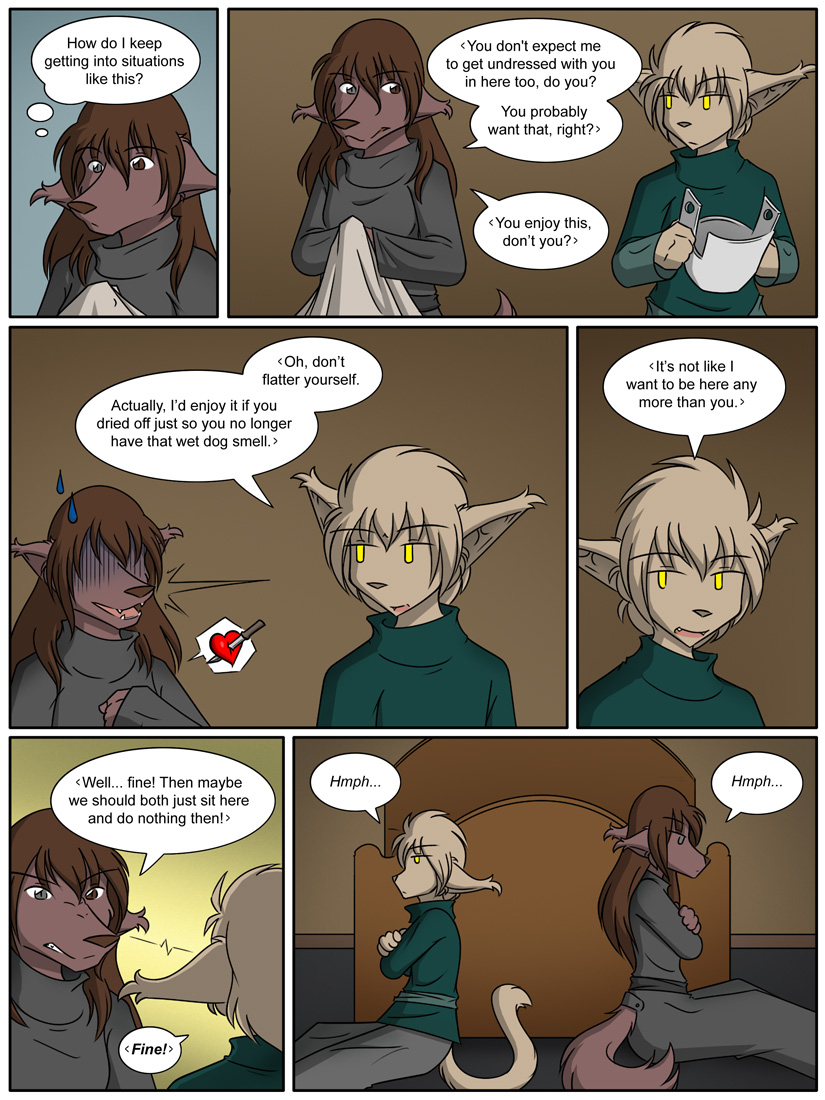 How do I keep
getting into situations
like this?
‹You don't expect me
to get undressed with you
in here too, do you?
You probably
want that, right?›
‹You enjoy this,
don't you?›
‹Oh, don't
flatter yourself.
Actually, I'd enjoy it if you
dried off just so you no longer
have that wet dog smell.›
‹It's not like I
want to be here any
more than you.›
‹Well... fine! Then maybe
we should both just sit here
and do nothing then!›
‹Fine!›
Hmph...
Hmph...